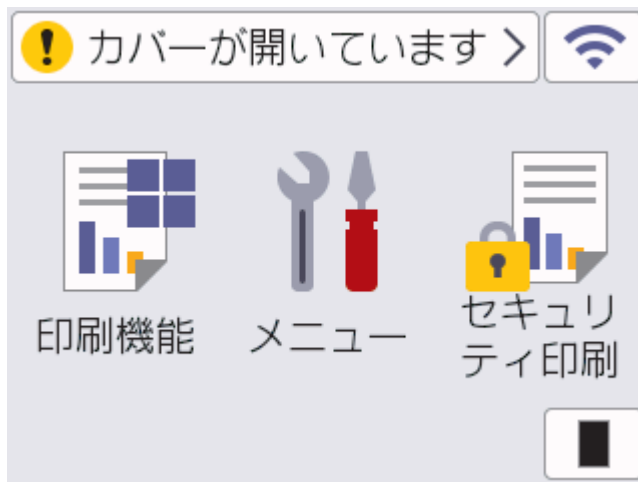 カバーが開いています
印刷機能
メニュー
セキュリ
ティ印刷